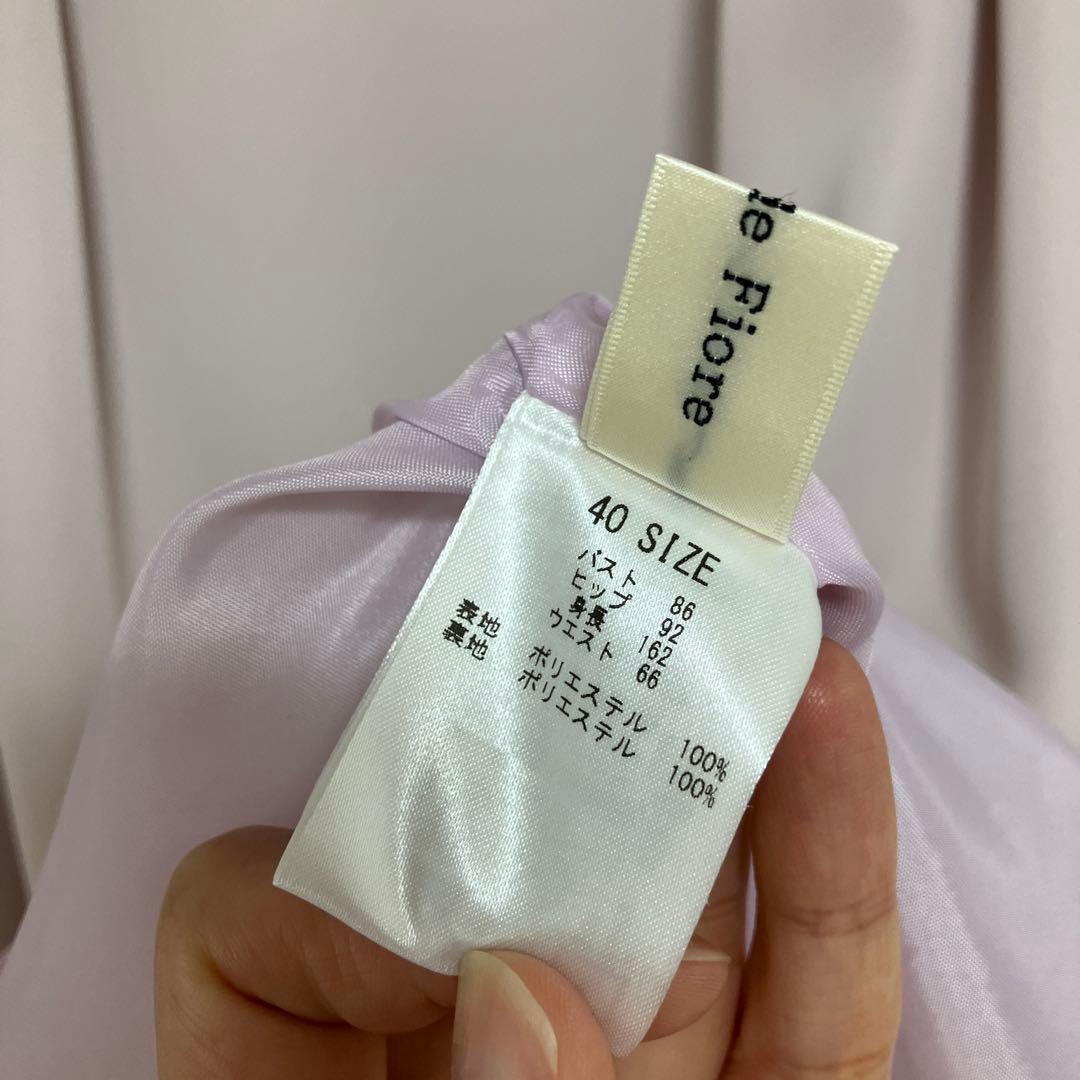 de Fiore
40 SIZE
バスト 86
ヒップ 92
身長 162
ウエスト 66
表地 ポリエステル 100%
裏地 ポリエステル 100%